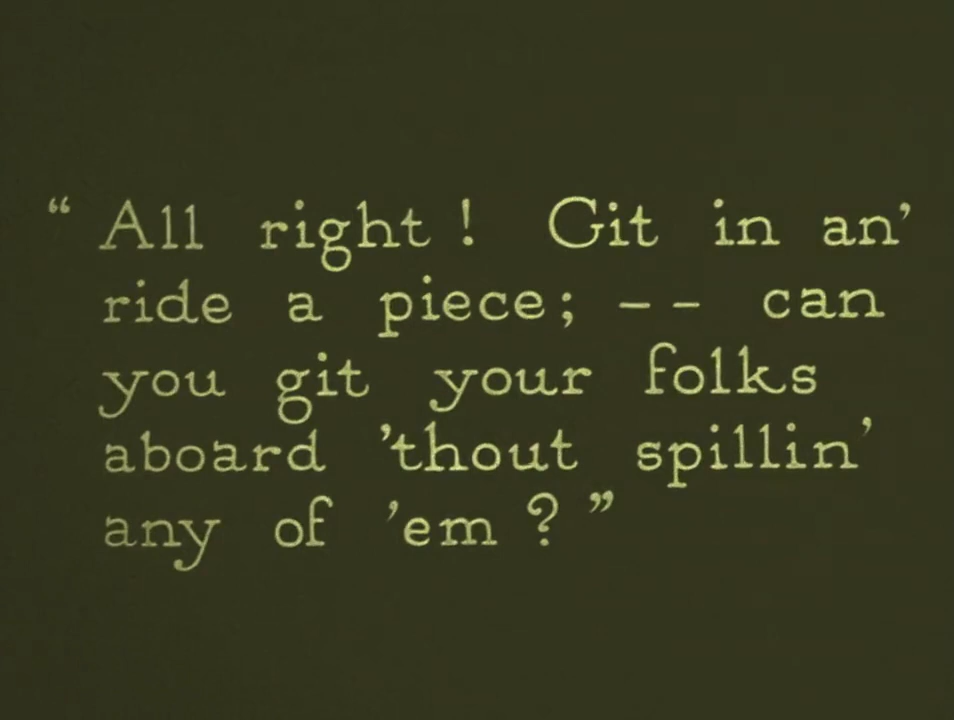 “ All right ! Git in an’
ride a piece; -- can
you git your folks
aboard ’thout spillin’
any of ’em ? ”